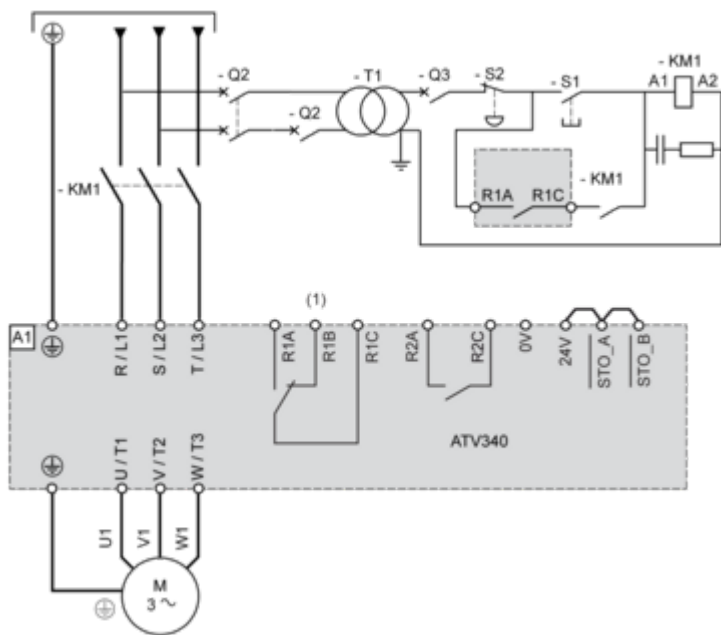 - Q2
- T1
- Q3
- S2
- S1
- KM1
A1
A2
- Q2
R1A
R1C
- KM1
- KM1
(1)
A1
R / L1
S / L2
T / L3
R1A
R1B
R1C
R2A
R2C
0V
24V
STO_A
STO_B
ATV340
U / T1
V / T2
W / T3
U1
V1
W1
M
3 ~